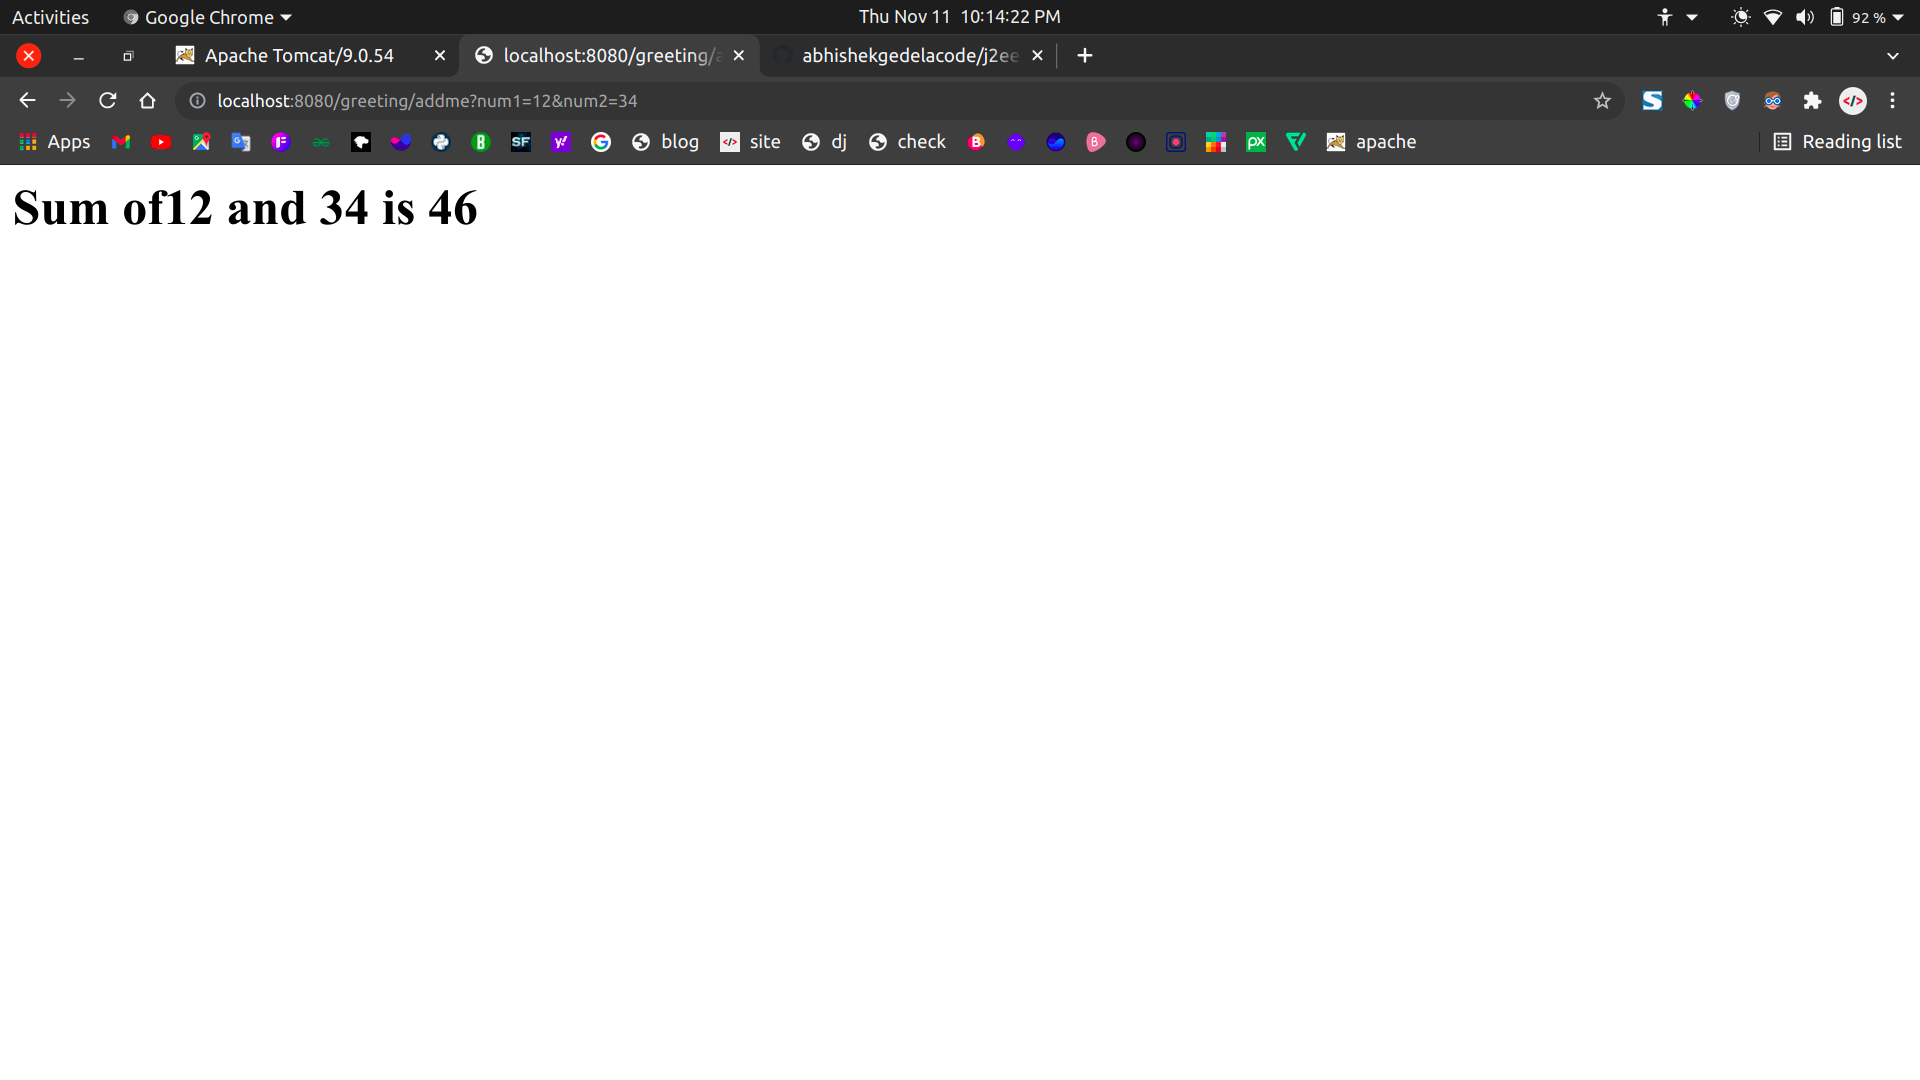 Activities
Google Chrome
Thu Nov 11 10:14:22 PM
92 %
Apache Tomcat/9.0.54
localhost:8080/greeting/a
abhishekgedelacode/j2ee
localhost:8080/greeting/addme?num1=12&num2=34
Apps
blog
site
dj
check
apache
Reading list
Sum of12 and 34 is 46